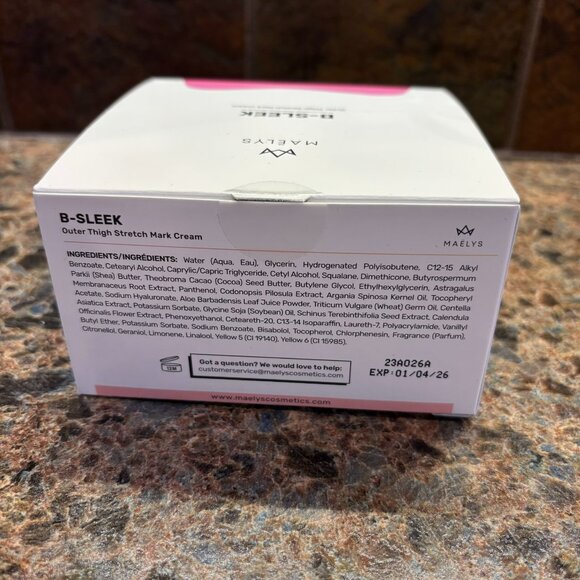 B-SLEEK
MAËLYS
B-SLEEK
Outer Thigh Stretch Mark Cream
MAËLYS
INGREDIENTS/INGRÉDIENTS: Water (Aqua. Eau), Glycerin, Hydrogenated Polyisobutene, C12-15 Alkyl
Benzoate, Cetearyl Alcohol, Caprylic/Capric Triglyceride, Cetyl Alcohol, Squalane, Dimethicone, Butyrospermum
Parkii (Shea) Butter, Theobroma Cacao (Cocoa) Seed Butter, Butylene Glycol, Ethylhexylglycerin, Astragalus
Membranaceus Root Extract, Panthenol, Codonopsis Pilosula Extract, Argania Spinosa Kernel Oil, Tocopheryl
Acetate, Sodium Hyaluronate, Aloe Barbadensis Leaf Juice Powder, Triticum Vulgare (Wheat) Germ Oil, Centella
Asiatica Extract, Potassium Sorbate, Glycine Soja (Soybean) Oil, Schinus Terebinthifolia Seed Extract, Calendula
Officinalis Flower Extract, Phenoxyethanol, Ceteareth-20, C13-14 Isoparaffin, Laureth-7, Polyacrylamide, Vanillyl
Butyl Ether, Potassium Sorbate, Sodium Benzoate, Bisabolol, Tocopherol, Chlorphenesin, Fragrance (Parfum),
Citronellol, Geraniol, Limonene, Linalool, Yellow 5 (CI 19140), Yellow 6 (CI 15985).
12M
Got a question? We would love to help:
customerservice@maelyscosmetics.com
23A026A
EXP:01/04/26
www.maelyscosmetics.com